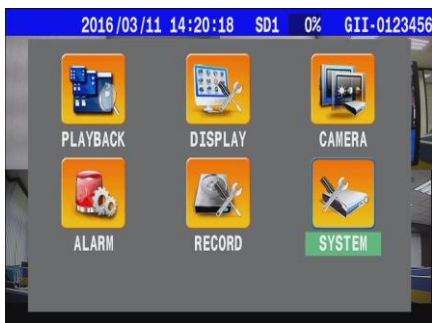 2016/03/11 14:20:18 SD1 0% GII-0123456
PLAYBACK DISPLAY CAMERA
ALARM RECORD SYSTEM